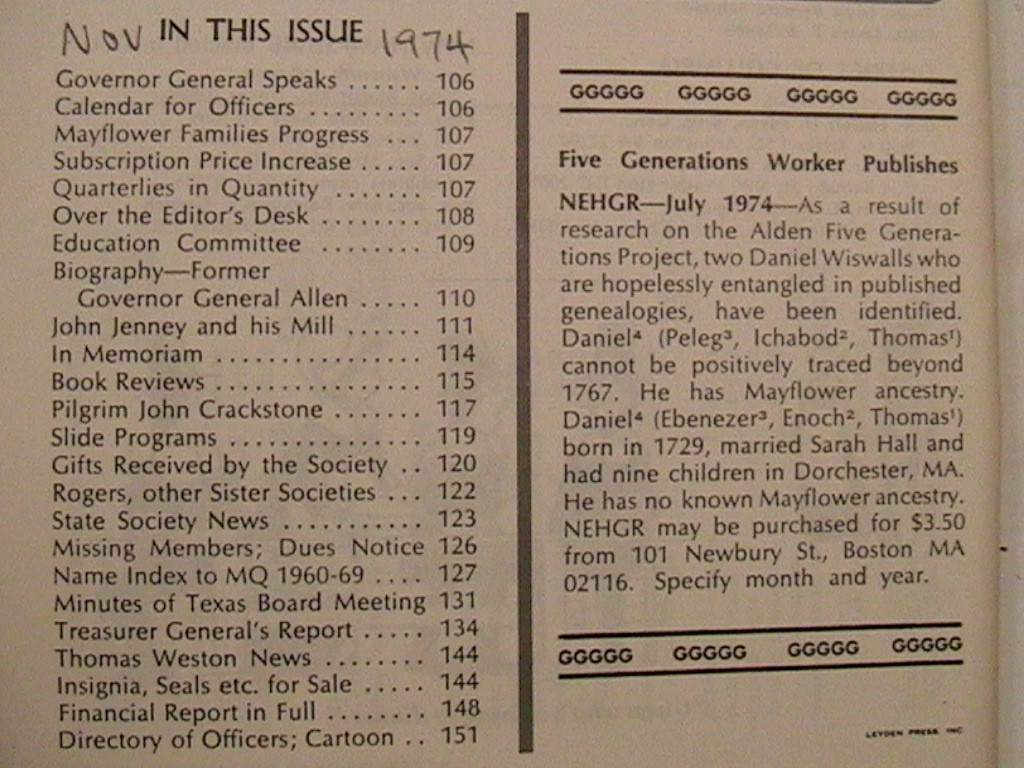 NOV IN THIS ISSUE 1974
Governor General Speaks ...... 106
Calendar for Officers ......... 106
Mayflower Families Progress ... 107
Subscription Price Increase ..... 107
Quarterlies in Quantity ....... 107
Over the Editor's Desk ........ 108
Education Committee ........ 109
Biography—Former
Governor General Allen ..... 110
John Jenney and his Mill ...... 111
In Memoriam ................ 114
Book Reviews ................ 115
Pilgrim John Crackstone ....... 117
Slide Programs ............... 119
Gifts Received by the Society .. 120
Rogers, other Sister Societies ... 122
State Society News ........... 123
Missing Members; Dues Notice 126
Name Index to MQ 1960-69 .... 127
Minutes of Texas Board Meeting 131
Treasurer General's Report ..... 134
Thomas Weston News ........ 144
Insignia, Seals etc. for Sale ..... 144
Financial Report in Full ........ 148
Directory of Officers; Cartoon .. 151
GGGGG GGGGG GGGGG GGGGG
Five Generations Worker Publishes
NEHGR—July 1974—As a result of
research on the Alden Five Genera-
tions Project, two Daniel Wiswalls who
are hopelessly entangled in published
genealogies, have been identified.
Daniel⁴ (Peleg³, Ichabod², Thomas¹)
cannot be positively traced beyond
1767. He has Mayflower ancestry.
Daniel⁴ (Ebenezer³, Enoch², Thomas¹)
born in 1729, married Sarah Hall and
had nine children in Dorchester, MA.
He has no known Mayflower ancestry.
NEHGR may be purchased for $3.50
from 101 Newbury St., Boston MA
02116. Specify month and year.
GGGGG GGGGG GGGGG GGGGG
LEYDEN PRESS, INC